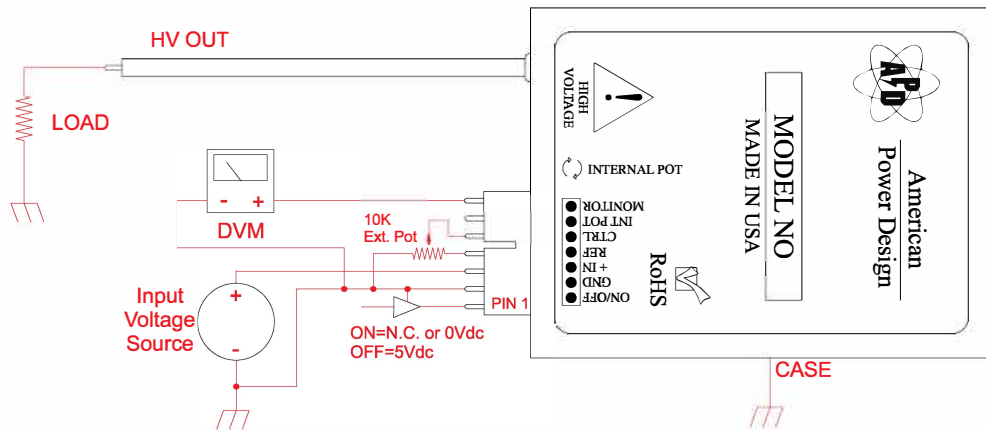 HV OUT
LOAD
DVM
- +
10K
Ext. Pot
Input
Voltage
Source
+
-
ON=N.C. or 0Vdc
OFF=5Vdc
PIN 1
CASE
HIGH
VOLTAGE
!
INTERNAL POT
MONITOR
INT POT
CTRL
REF
+ IN
GND
ON/OFF
RoHS
MODEL NO
MADE IN USA
APD
American
Power Design